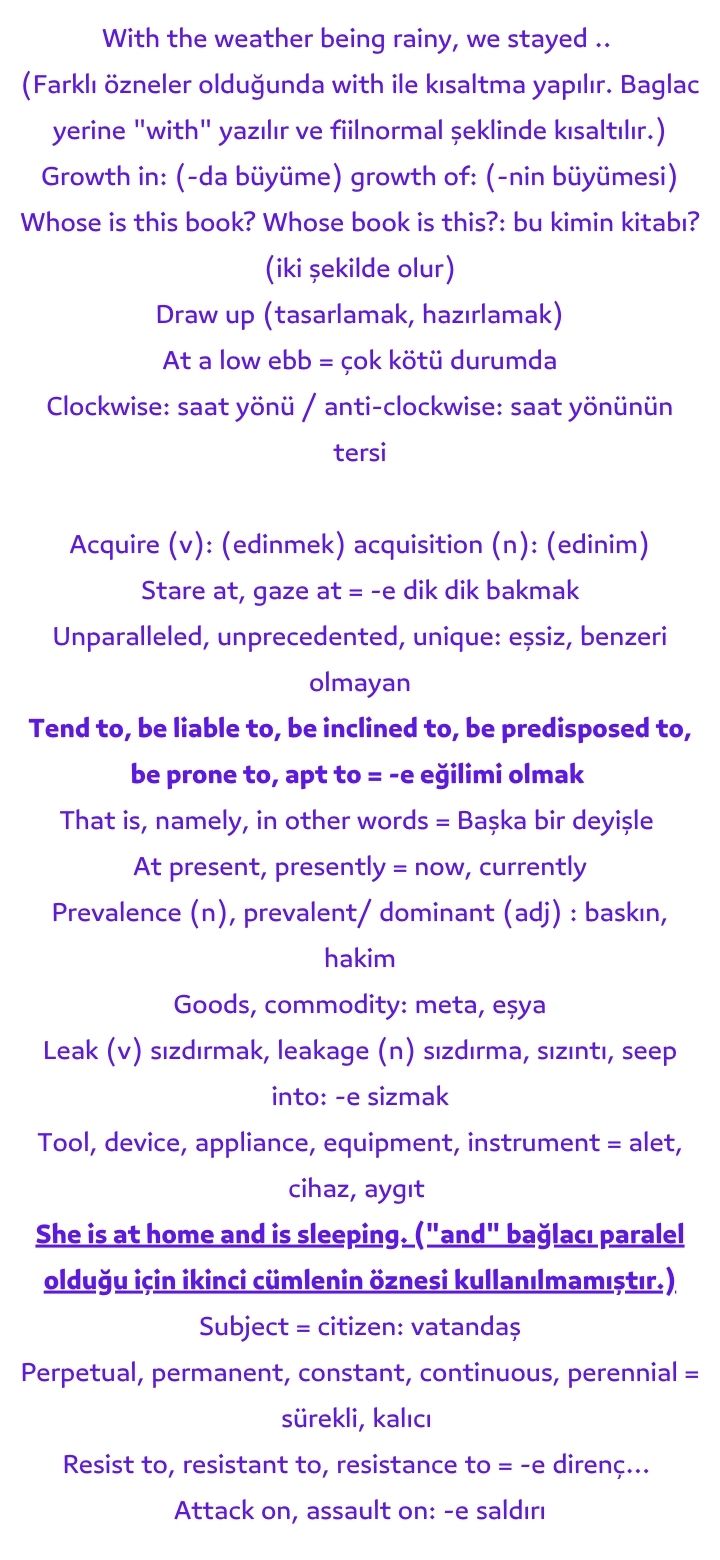 With the weather being rainy, we stayed ..
(Farklı özneler olduğunda with ile kısaltma yapılır. Baglac
yerine "with" yazılır ve fiilnormal şeklinde kısaltılır.)
Growth in: (-da büyüme) growth of: (-nin büyümesi)
Whose is this book? Whose book is this?: bu kimin kitabı?
(iki şekilde olur)
Draw up (tasarlamak, hazırlamak)
At a low ebb = çok kötü durumda
Clockwise: saat yönü / anti-clockwise: saat yönünün
tersi
Acquire (v): (edinmek) acquisition (n): (edinim)
Stare at, gaze at = -e dik dik bakmak
Unparalleled, unprecedented, unique: eşsiz, benzeri
olmayan
Tend to, be liable to, be inclined to, be predisposed to,
be prone to, apt to = -e eğilimi olmak
That is, namely, in other words = Başka bir deyişle
At present, presently = now, currently
Prevalence (n), prevalent/ dominant (adj) : baskın,
hakim
Goods, commodity: meta, eşya
Leak (v) sızdırmak, leakage (n) sızdırma, sızıntı, seep
into: -e sizmak
Tool, device, appliance, equipment, instrument = alet,
cihaz, aygıt
She is at home and is sleeping. ("and" bağlacı paralel
olduğu için ikinci cümlenin öznesi kullanılmamıştır.)
Subject = citizen: vatandaş
Perpetual, permanent, constant, continuous, perennial =
sürekli, kalıcı
Resist to, resistant to, resistance to = -e direnç...
Attack on, assault on: -e saldırı